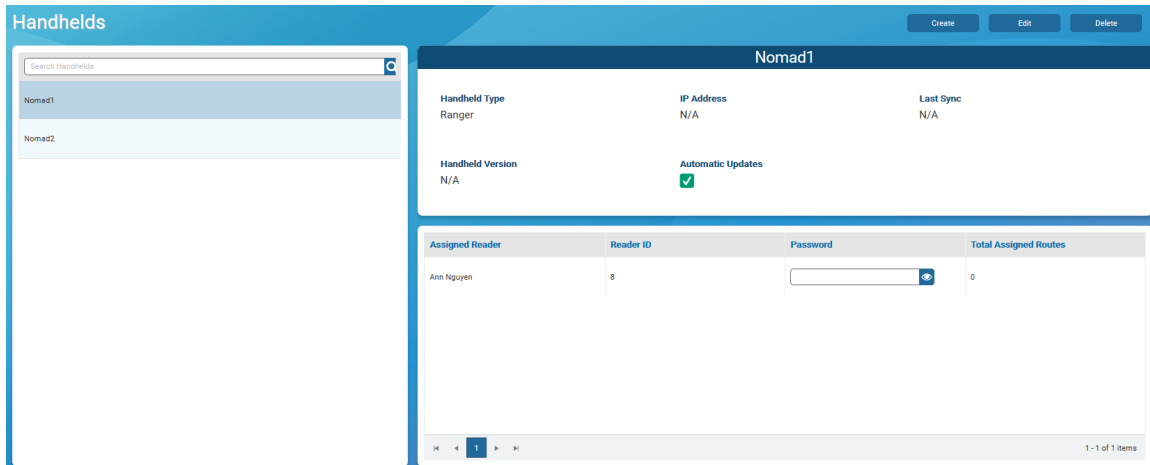 Handhelds
Create Edit Delete
Search Handhelds
Nomad1
Nomad2
Nomad1
Handheld Type IP Address Last Sync
Ranger N/A N/A
Handheld Version Automatic Updates
N/A
Assigned Reader Reader ID Password Total Assigned Routes
Ann Nguyen 8 0
1
1 - 1 of 1 items